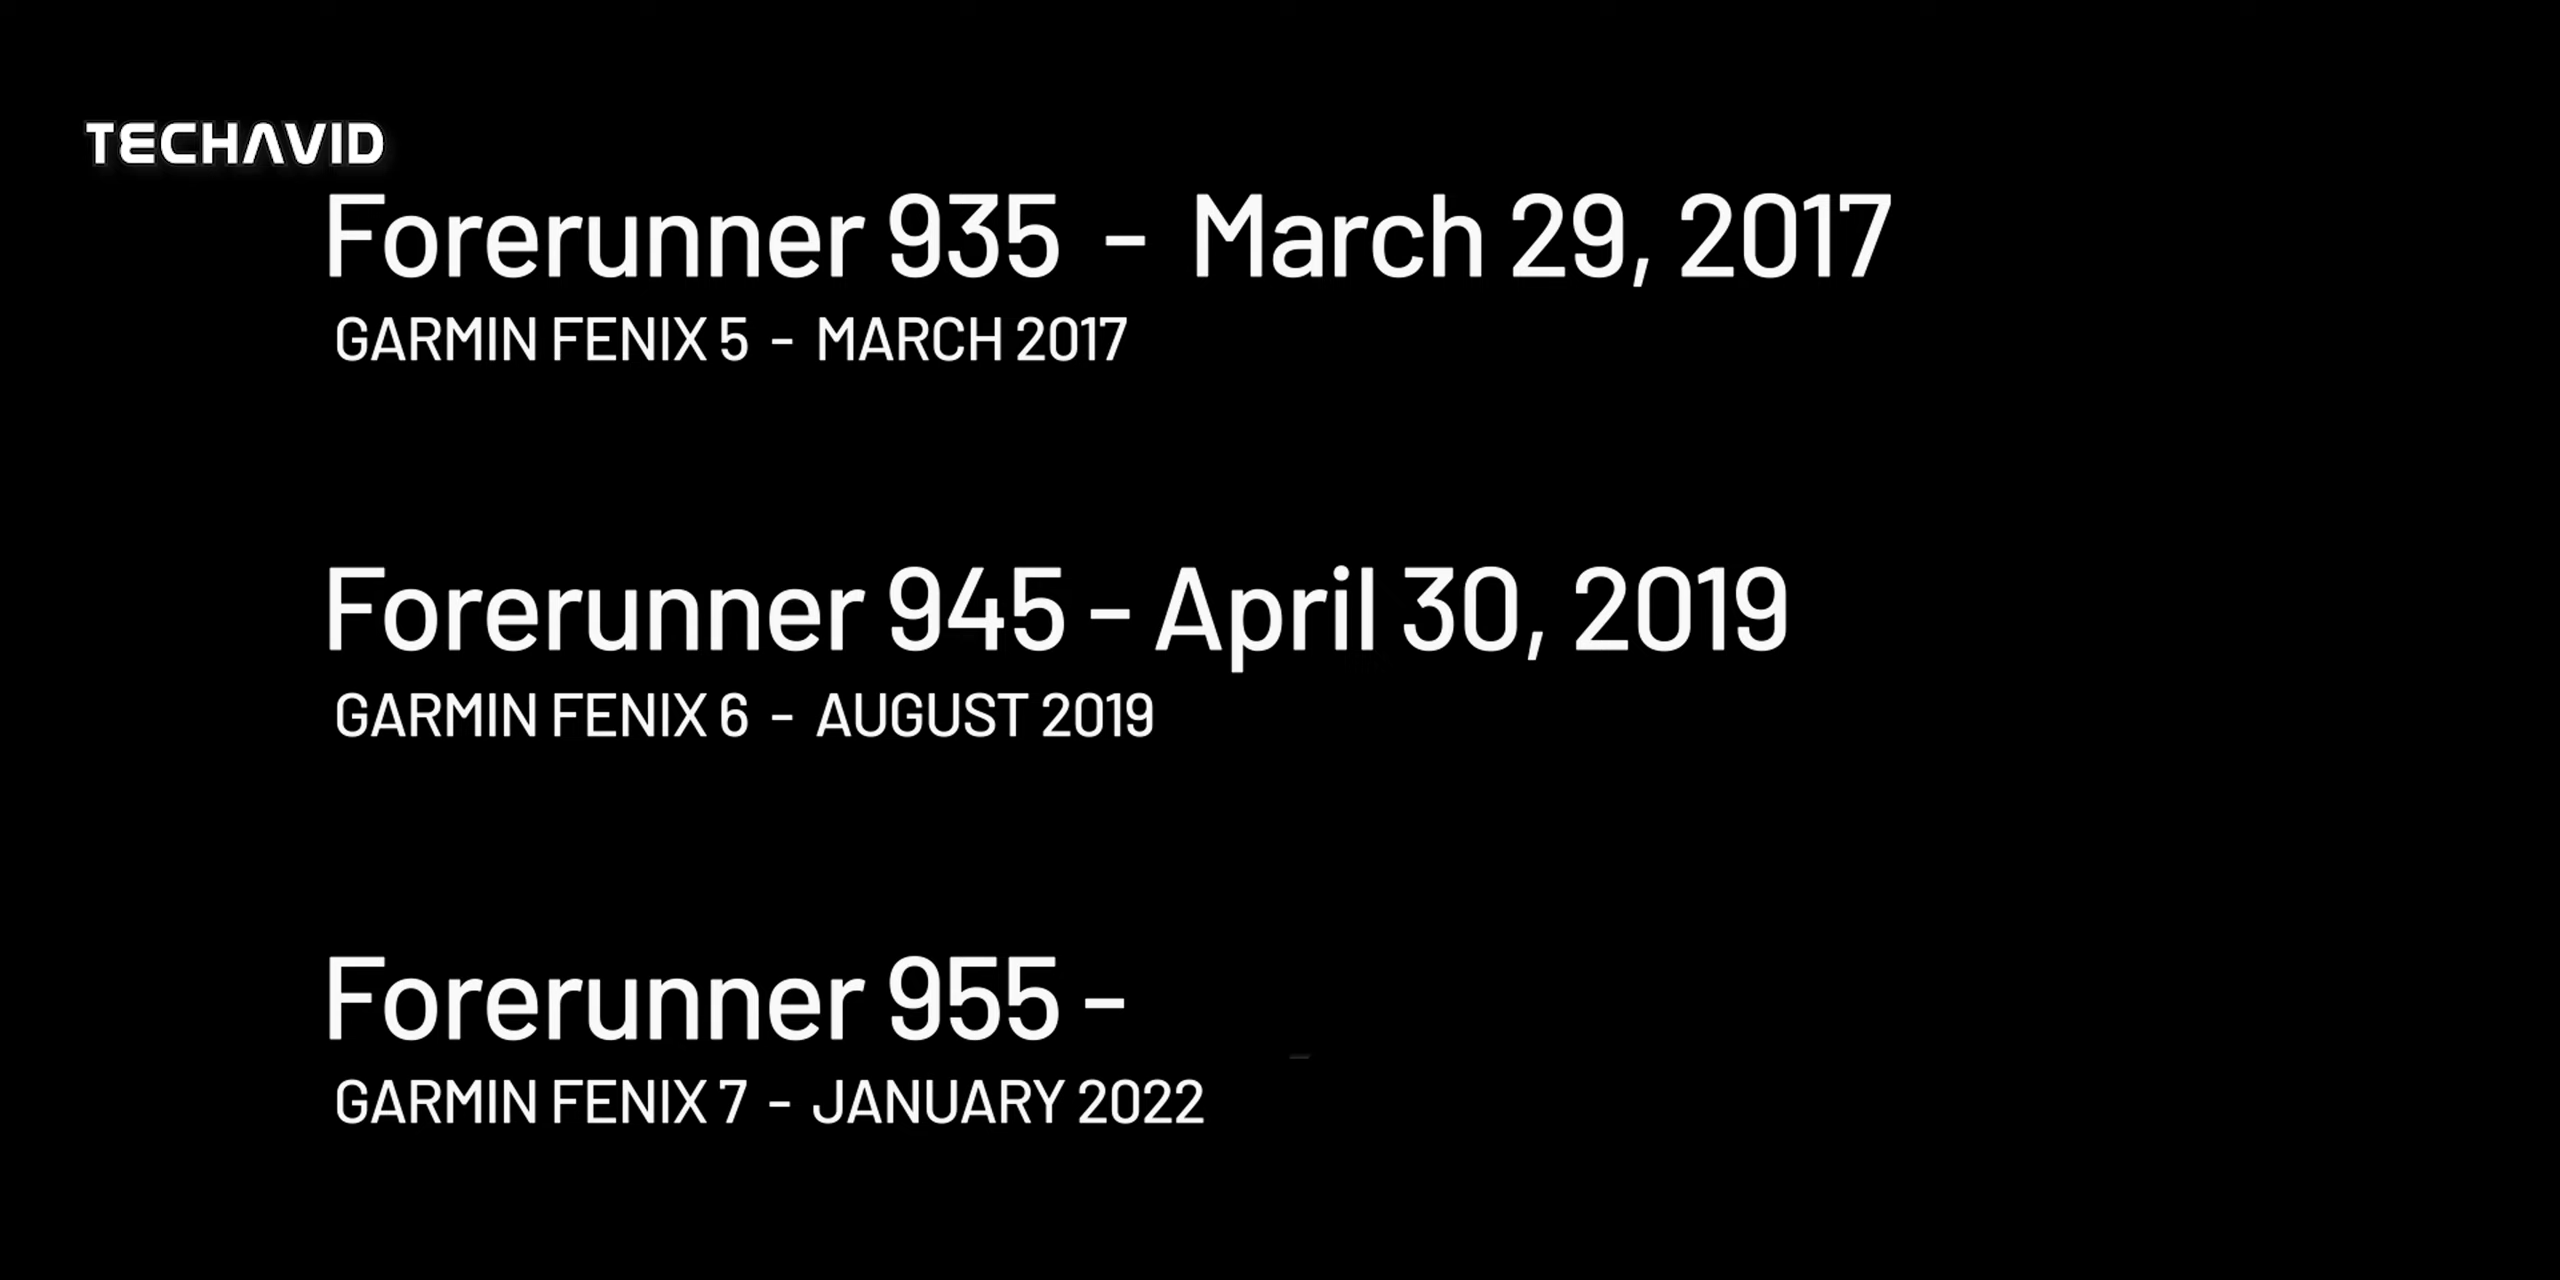 TECHAVID
Forerunner 935 - March 29, 2017
GARMIN FENIX 5 - MARCH 2017
Forerunner 945 - April 30, 2019
GARMIN FENIX 6 - AUGUST 2019
Forerunner 955 -
GARMIN FENIX 7 - JANUARY 2022